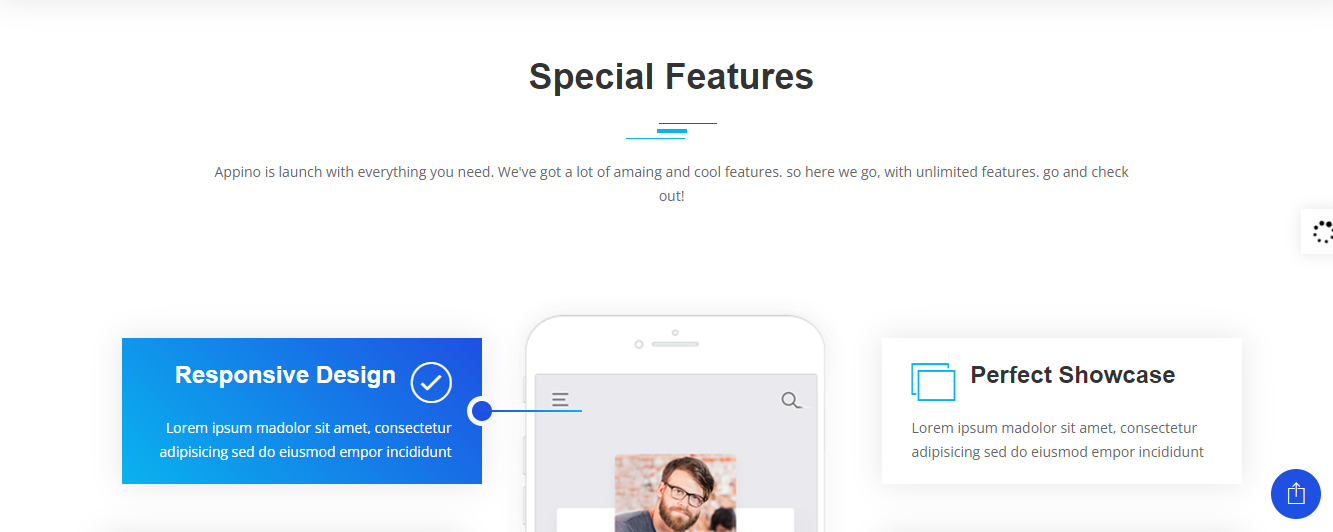 Special Features
Appino is launch with everything you need. We've got a lot of amaing and cool features. so here we go, with unlimited features. go and check
out!
Responsive Design
Lorem ipsum madolor sit amet, consectetur
adipisicing sed do eiusmod empor incididunt
Perfect Showcase
Lorem ipsum madolor sit amet, consectetur
adipisicing sed do eiusmod empor incididunt